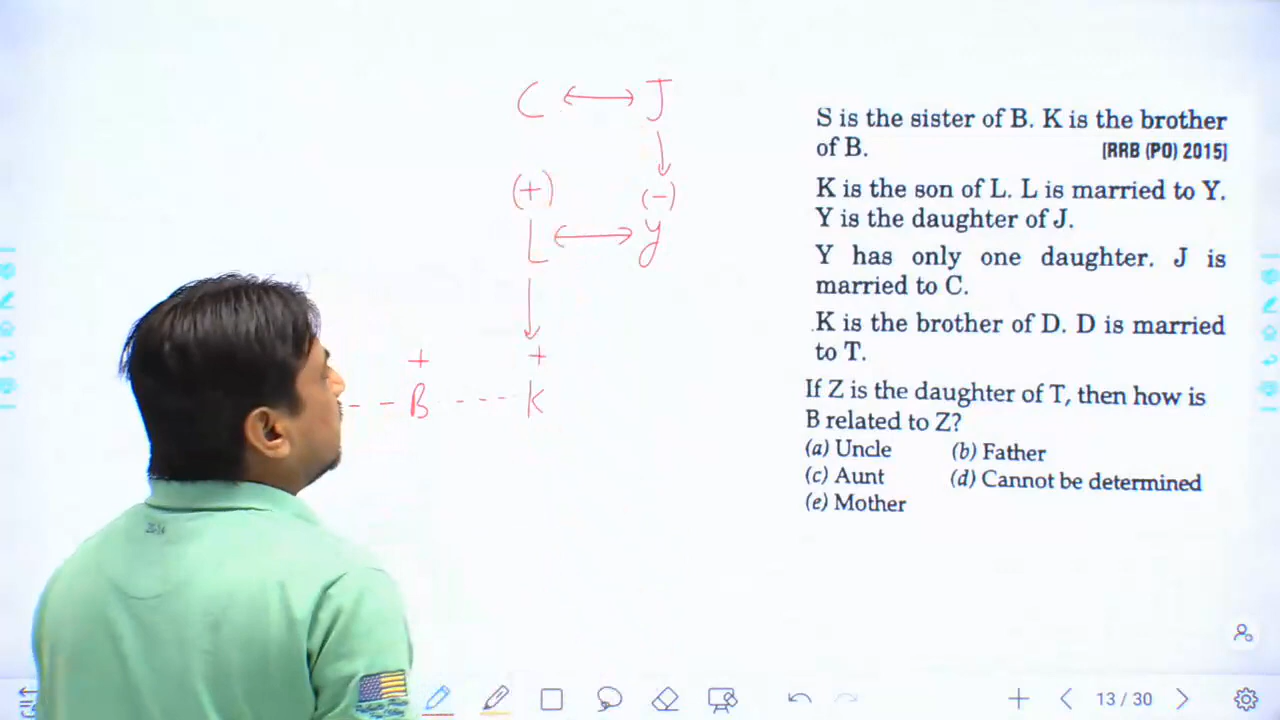 C ↔ J
(+) (-)
L ↔ Y
+ +
- - B - - - - K
S is the sister of B. K is the brother
of B. [RRB (PO) 2015]
K is the son of L. L is married to Y.
Y is the daughter of J.
Y has only one daughter. J is
married to C.
K is the brother of D. D is married
to T.
If Z is the daughter of T, then how is
B related to Z?
(a) Uncle (b) Father
(c) Aunt (d) Cannot be determined
(e) Mother
13 / 30